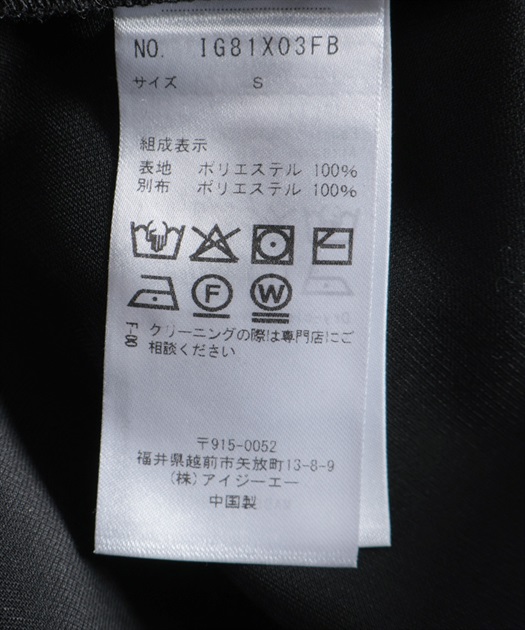 NO. IG81X03FB
サイズ S
組成表示
表地 ポリエステル 100%
別布 ポリエステル 100%
F W
F-00
クリーニングの際は専門店にご
相談ください
〒915-0052
福井県越前市矢放町13-8-9
(株)アイジーエー
中国製